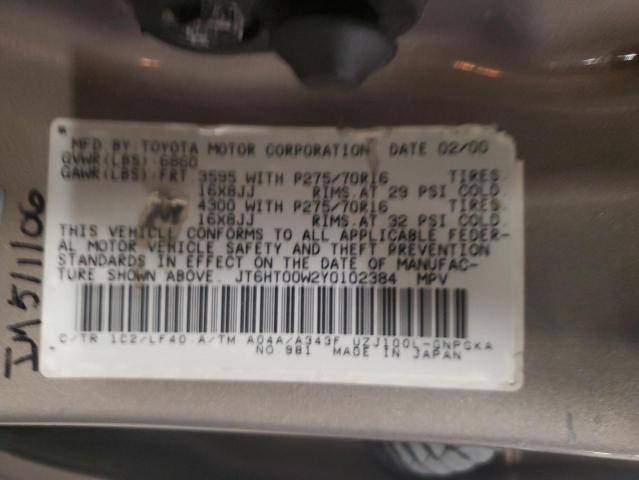 MFD BY: TOYOTA MOTOR CORPORATION DATE 02/00
GVWR(LBS) 6860
GAWR(LBS) FRT 3595 WITH P275/70R16 TIRES,
16X8JJ RIMS,AT 29 PSI COLD
4300 WITH P275/70R16 TIRES,
16X8JJ RIMS,AT 32 PSI COLD.
THIS VEHICLE CONFORMS TO ALL APPLICABLE FEDER-
AL MOTOR VEHICLE SAFETY AND THEFT PREVENTION
STANDARDS IN EFFECT ON THE DATE OF MANUFAC-
TURE SHOWN ABOVE. JT6HT00W2Y0102384 MPV
C/TR 1C2/LF40 A/TM A04A/A343F UZJ100L-GNPGKA
NO.981 MADE IN JAPAN
IM 5/1/06